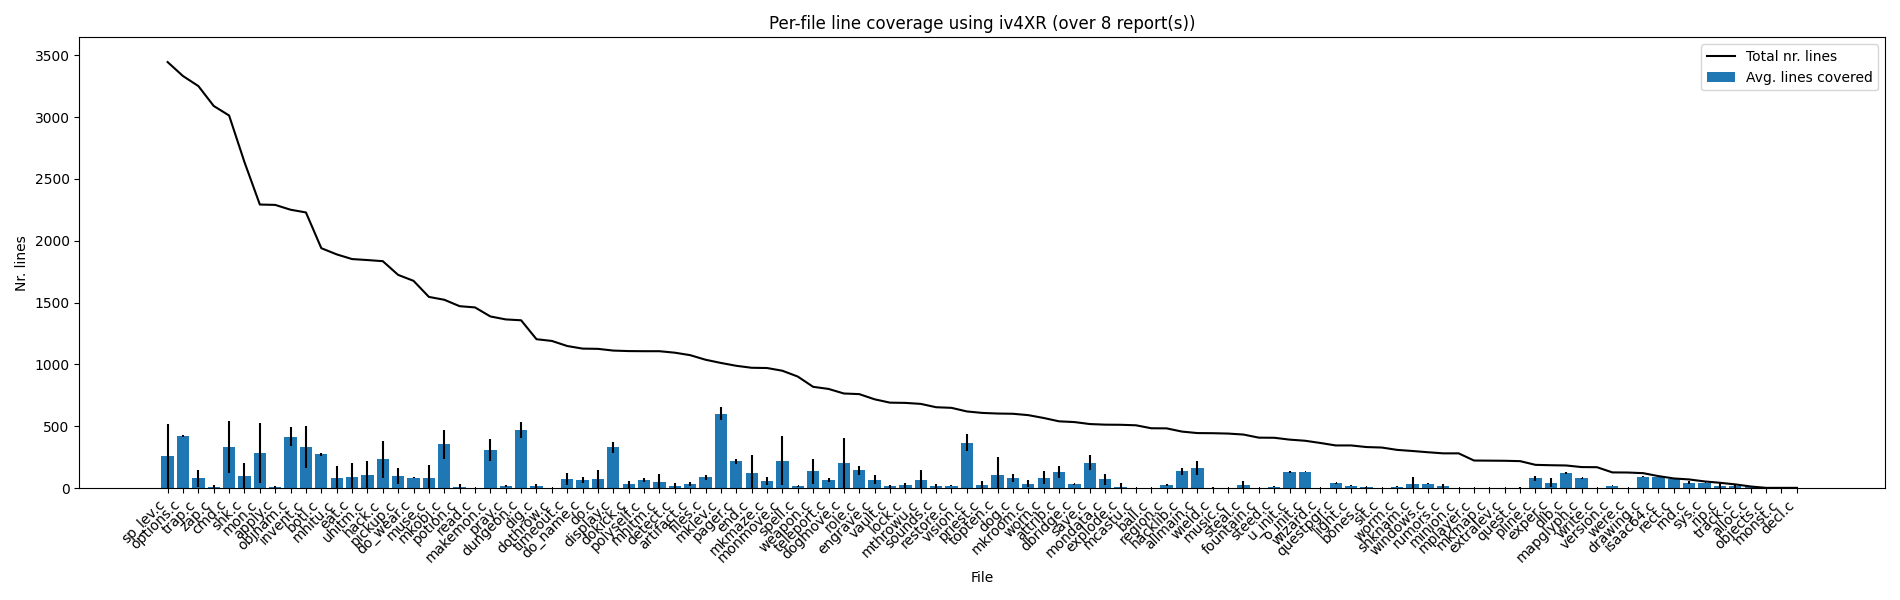 Per-file line coverage using iv4XR (over 8 report(s))
Total nr. lines
Avg. lines covered
Nr. lines
3500
3000
2500
2000
1500
1000
500
0
sp_lev.c
options.c
trap.c
zap.c
cmd.c
shk.c
mon.c
apply.c
objnam.c
invent.c
botl.c
mhitu.c
eat.c
uhitm.c
hack.c
pickup.c
do_wear.c
muse.c
mkobj.c
potion.c
read.c
makemon.c
pray.c
dungeon.c
dig.c
dothrow.c
timeout.c
do_name.c
do.c
display.c
dokick.c
polyself.c
mhitm.c
detect.c
artifact.c
files.c
mklev.c
pager.c
end.c
mkmaze.c
monmove.c
spell.c
weapon.c
teleport.c
dogmove.c
role.c
engrave.c
vault.c
lock.c
mthrowu.c
sounds.c
restore.c
vision.c
priest.c
topten.c
dog.c
mkroom.c
worn.c
attrib.c
dbridge.c
save.c
mondata.c
explode.c
mcastu.c
ball.c
region.c
hacklib.c
allmain.c
wield.c
music.c
steal.c
fountain.c
steed.c
u_init.c
o_init.c
wizard.c
questpgr.c
light.c
bones.c
sit.c
worm.c
shknam.c
windows.c
rumors.c
minion.c
mplayer.c
mkmap.c
extralev.c
quest.c
pline.c
exper.c
dlb.c
mapglyph.c
write.c
version.c
were.c
drawing.c
isaac64.c
rect.c
rnd.c
sys.c
rip.c
track.c
alloc.c
objects.c
monst.c
decl.c
File